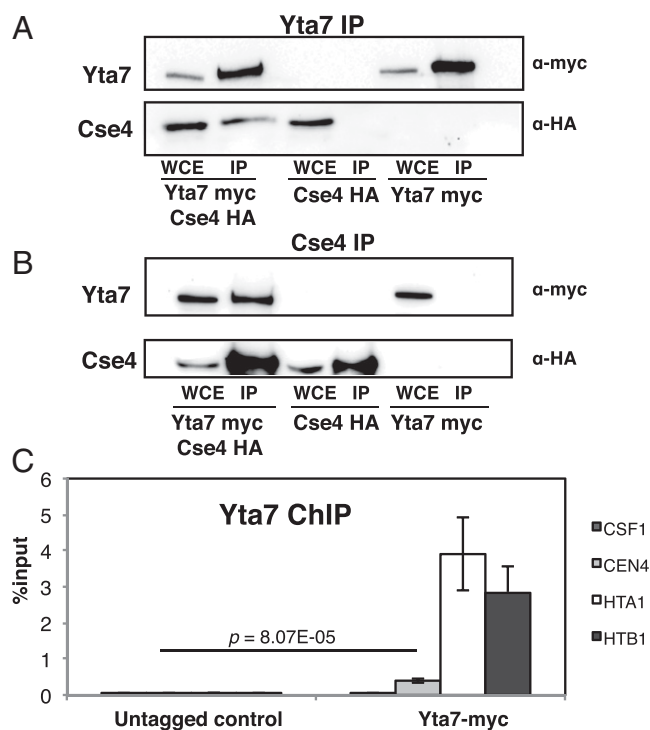 A
Yta7 IP
Yta7
α-myc
Cse4
α-HA
WCE IP WCE IP WCE IP
Yta7 myc Cse4 HA Yta7 myc
Cse4 HA
B
Cse4 IP
Yta7
α-myc
Cse4
α-HA
WCE IP WCE IP WCE IP
Yta7 myc Cse4 HA Yta7 myc
Cse4 HA
C
Yta7 ChIP
%input
6
5
4
3
2
1
0
p = 8.07E-05
CSF1
CEN4
HTA1
HTB1
Untagged control Yta7-myc